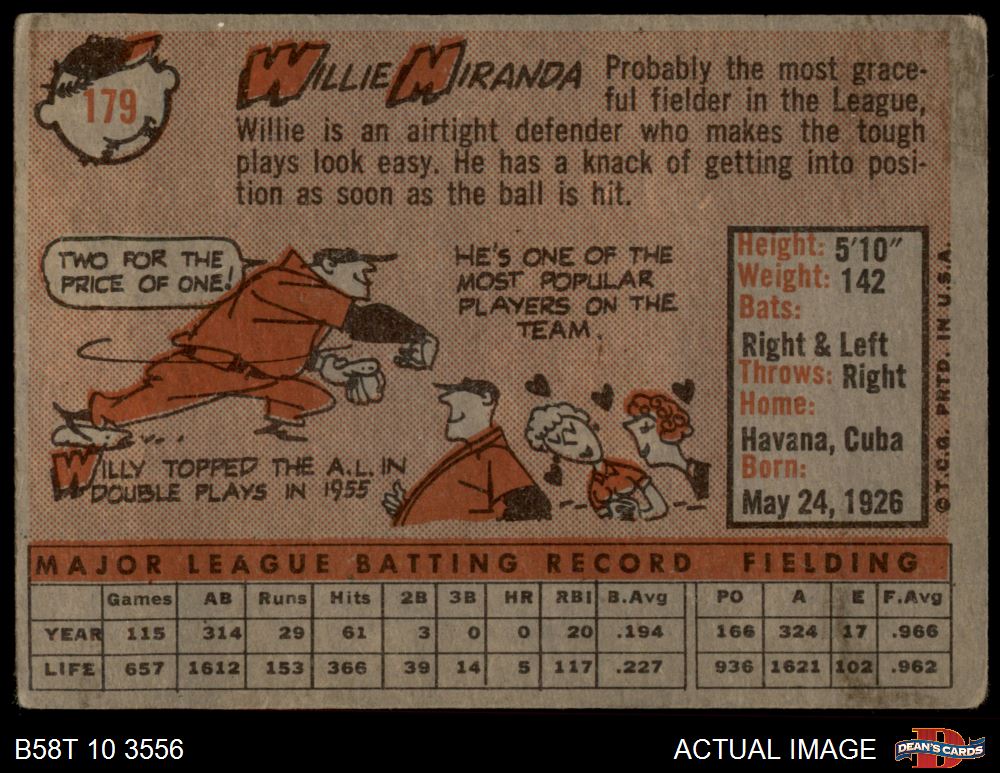 179
WILLIE MIRANDA
Probably the most grace-
ful fielder in the League,
Willie is an airtight defender who makes the tough
plays look easy. He has a knack of getting into posi-
tion as soon as the ball is hit.
TWO FOR THE
PRICE OF ONE!
WILLY TOPPED THE A.L. IN
DOUBLE PLAYS IN 1955
HE'S ONE OF THE
MOST POPULAR
PLAYERS ON THE
TEAM.
Height: 5'10"
Weight: 142
Bats:
Right & Left
Throws: Right
Home:
Havana, Cuba
Born:
May 24, 1926
© T.C.G. PRTD. IN U.S.A.
MAJOR LEAGUE BATTING RECORD FIELDING
Games AB Runs Hits 2B 3B HR RBI B.Avg PO A E F.Avg
YEAR 115 314 29 61 3 0 0 20 .194 166 324 17 .966
LIFE 657 1612 153 366 39 14 5 117 .227 936 1621 102 .962
B58T 10 3556
ACTUAL IMAGE
DEAN'S CARDS